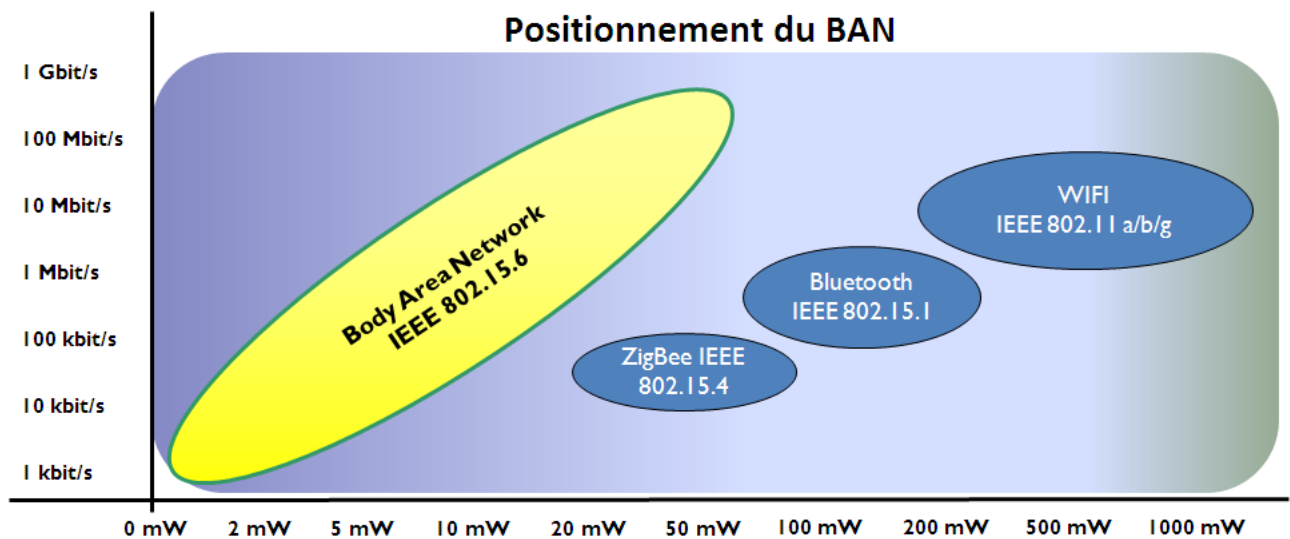 Positionnement du BAN
1 Gbit/s
100 Mbit/s
10 Mbit/s
1 Mbit/s
100 kbit/s
10 kbit/s
1 kbit/s
Body Area Network
IEEE 802.15.6
ZigBee IEEE
802.15.4
Bluetooth
IEEE 802.15.1
WIFI
IEEE 802.11 a/b/g
0 mW 2 mW 5 mW 10 mW 20 mW 50 mW 100 mW 200 mW 500 mW 1000 mW